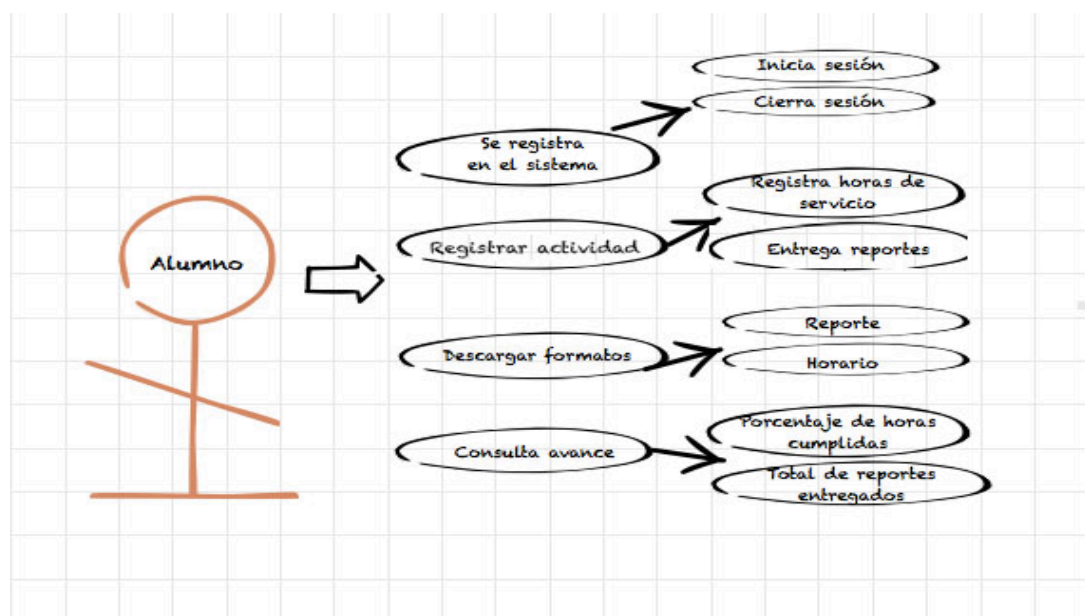 Alumno
Se registra
en el sistema
Inicia sesión
Cierra sesión
Registrar actividad
Registra horas de
servicio
Entrega reportes
Descargar formatos
Reporte
Horario
Consulta avance
Porcentaje de horas
cumplidas
Total de reportes
entregados